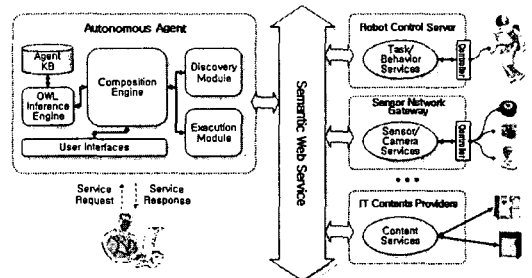 Autonomous Agent
Agent
KB
OWL
Inference
Engine
Composition
Engine
Discovery
Module
Execution
Module
User Interfaces
Service
Request
Service
Response
Semantic Web Service
Robot Control Server
Task/
Behavior
Services
Controller
Sensor Network
Gateway
Sensor/
Camera
Services
Controller
IT Contents Providers
Content
Services